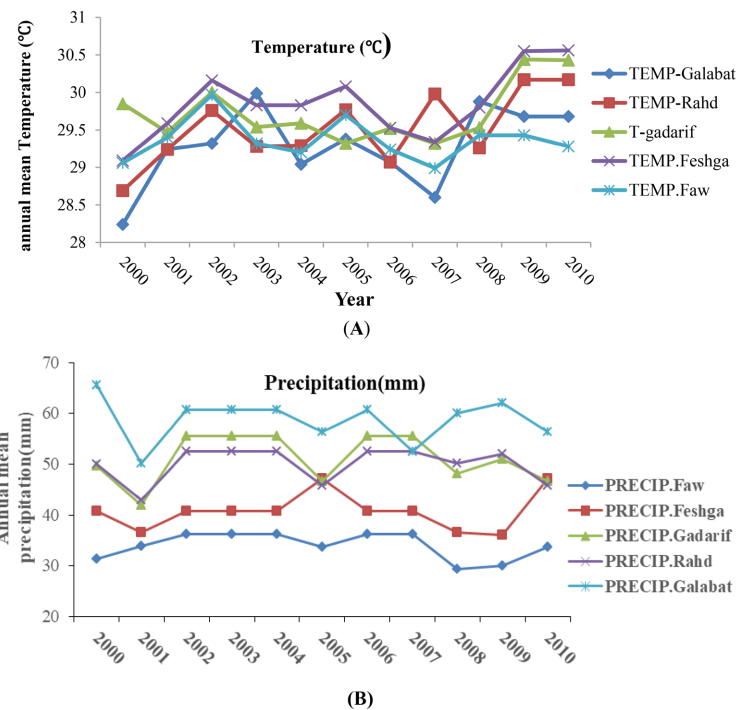 Temperature (℃)
annual mean Temperature (℃)
31
30.5
30
29.5
29
28.5
28
2000 2001 2002 2003 2004 2005 2006 2007 2008 2009 2010
Year
TEMP-Galabat
TEMP-Rahd
T-gadarif
TEMP.Feshga
TEMP.Faw
(A)
Precipitation(mm)
Annual mean
precipitation(mm)
70
60
50
40
30
20
2000 2001 2002 2003 2004 2005 2006 2007 2008 2009 2010
PRECIP.Faw
PRECIP.Feshga
PRECIP.Gadarif
PRECIP.Rahd
PRECIP.Galabat
(B)